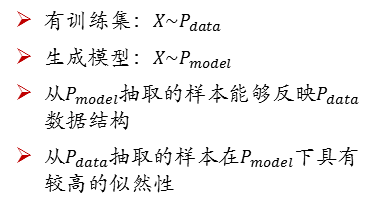 ➢ 有训练集：X~P_data
➢ 生成模型：X~P_model
➢ 从P_model抽取的样本能够反映P_data
数据结构
➢ 从P_data抽取的样本在P_model下具有
较高的似然性